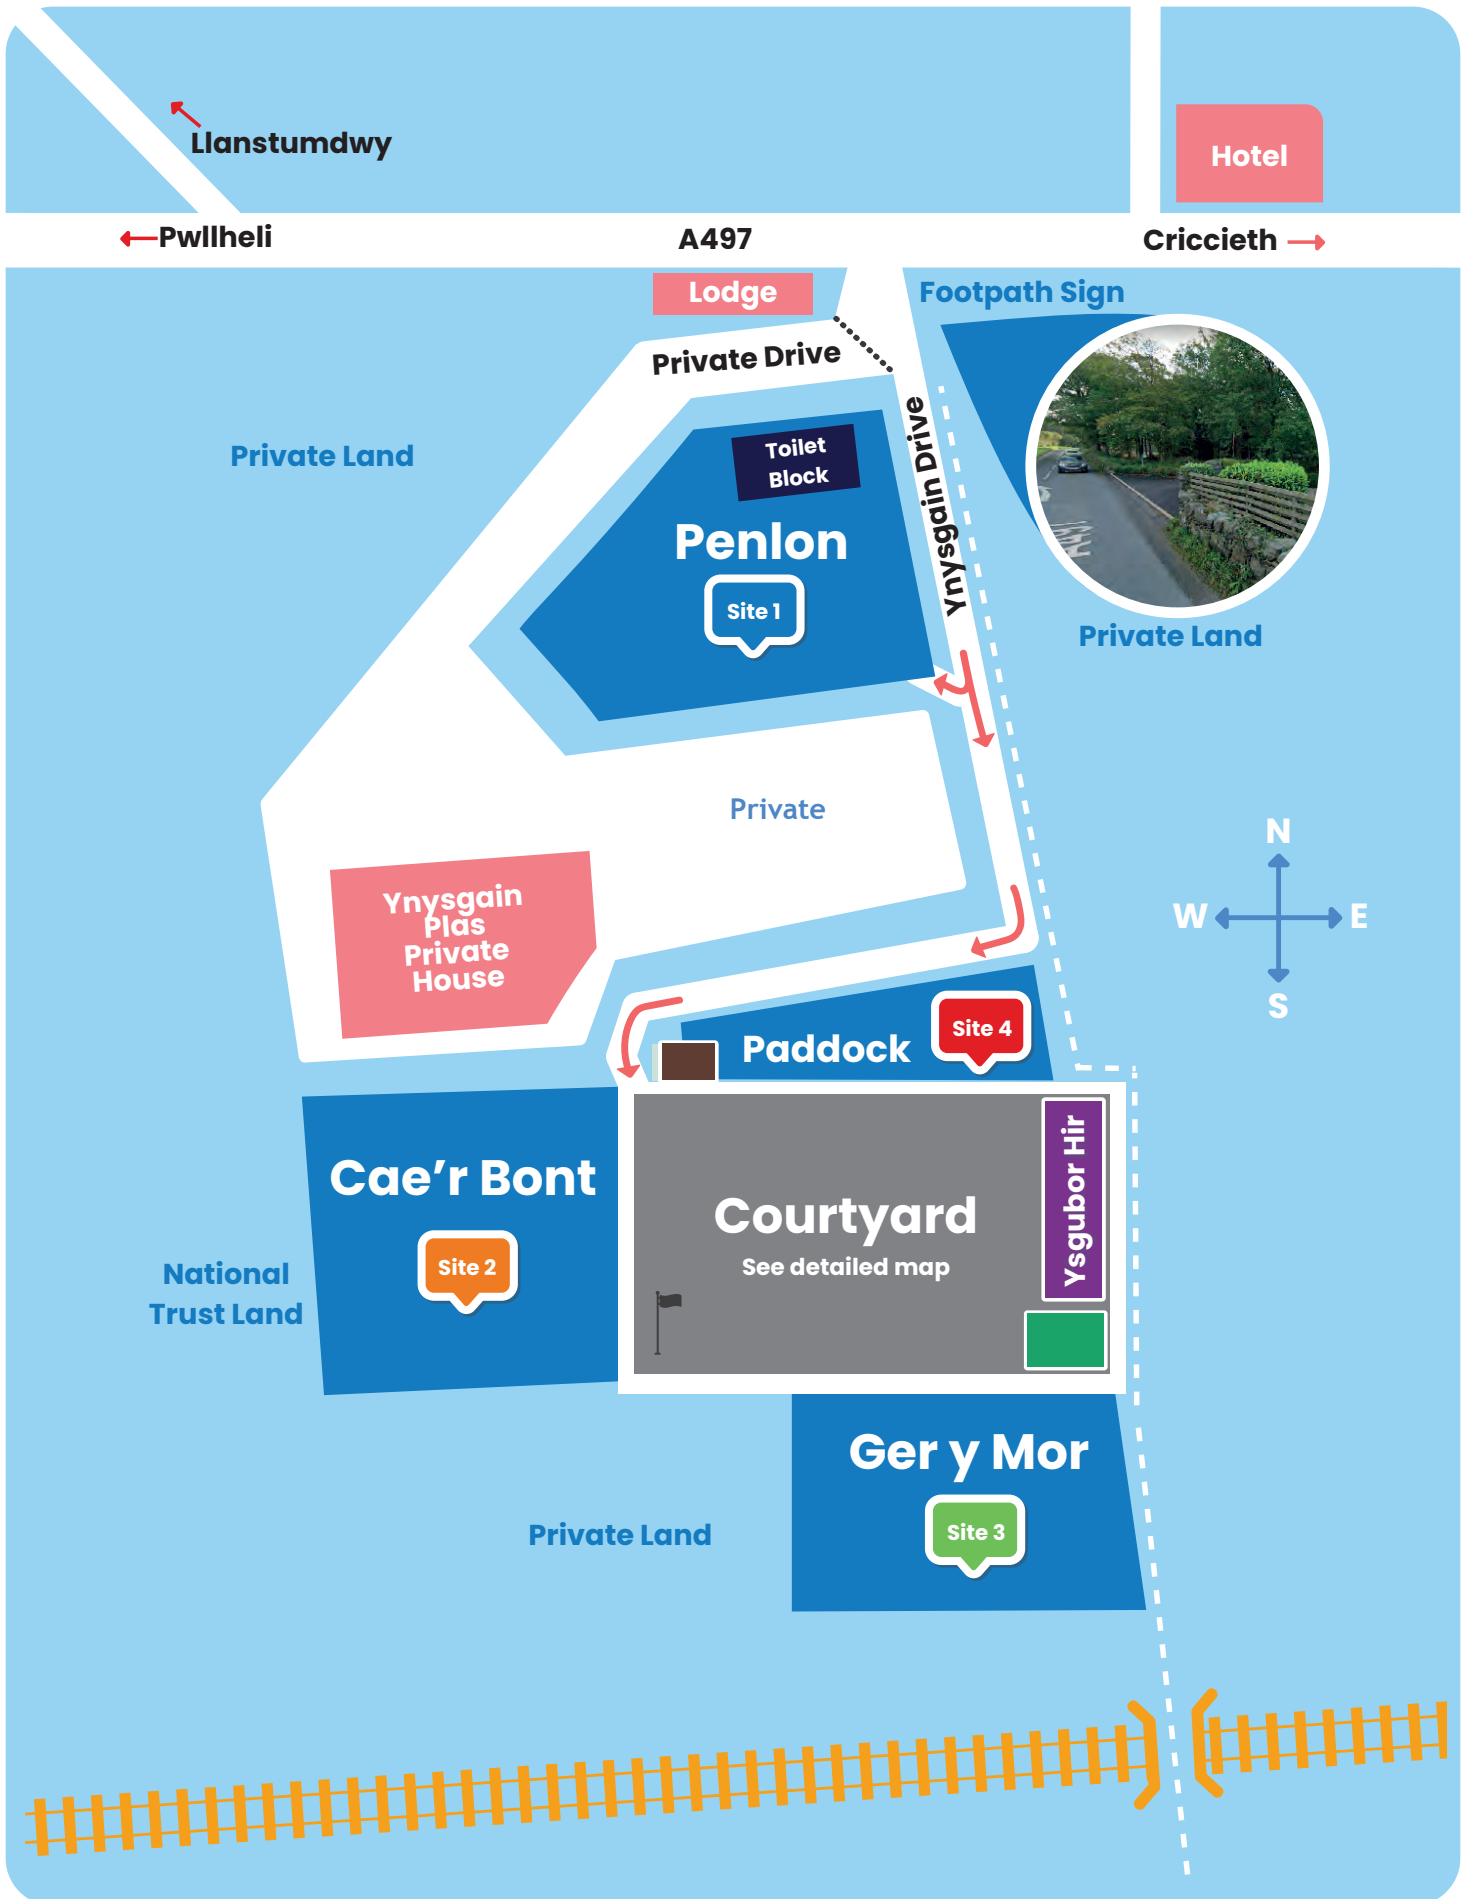 Llanstumdwy
Hotel
Pwllheli
A497
Criccieth
Lodge
Footpath Sign
Private Drive
Ynysgain Drive
Private Land
Toilet
Block
Penlon
Site 1
Private Land
Private
N
W
E
S
Ynysgain
Plas
Private
House
Paddock
Site 4
Cae’r Bont
Site 2
Courtyard
See detailed map
Ysgubor Hir
National
Trust Land
Ger y Mor
Site 3
Private Land